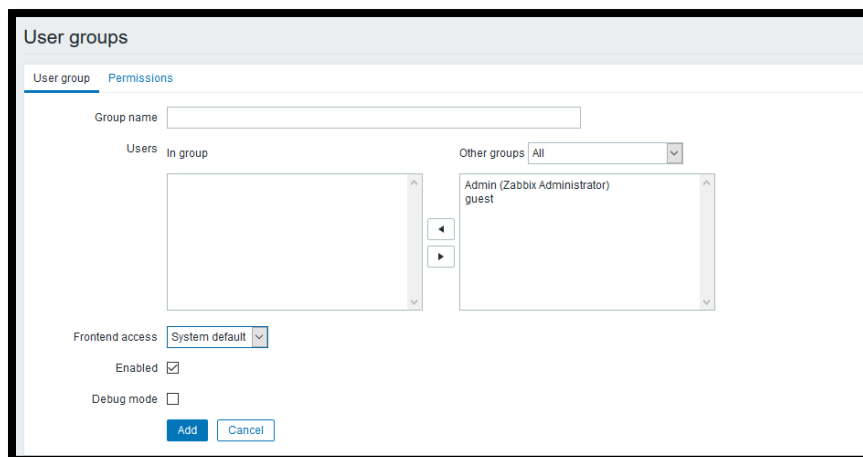 User groups
User group Permissions
Group name
Users In group Other groups All
Admin (Zabbix Administrator)
guest
Frontend access System default
Enabled
Debug mode
Add Cancel